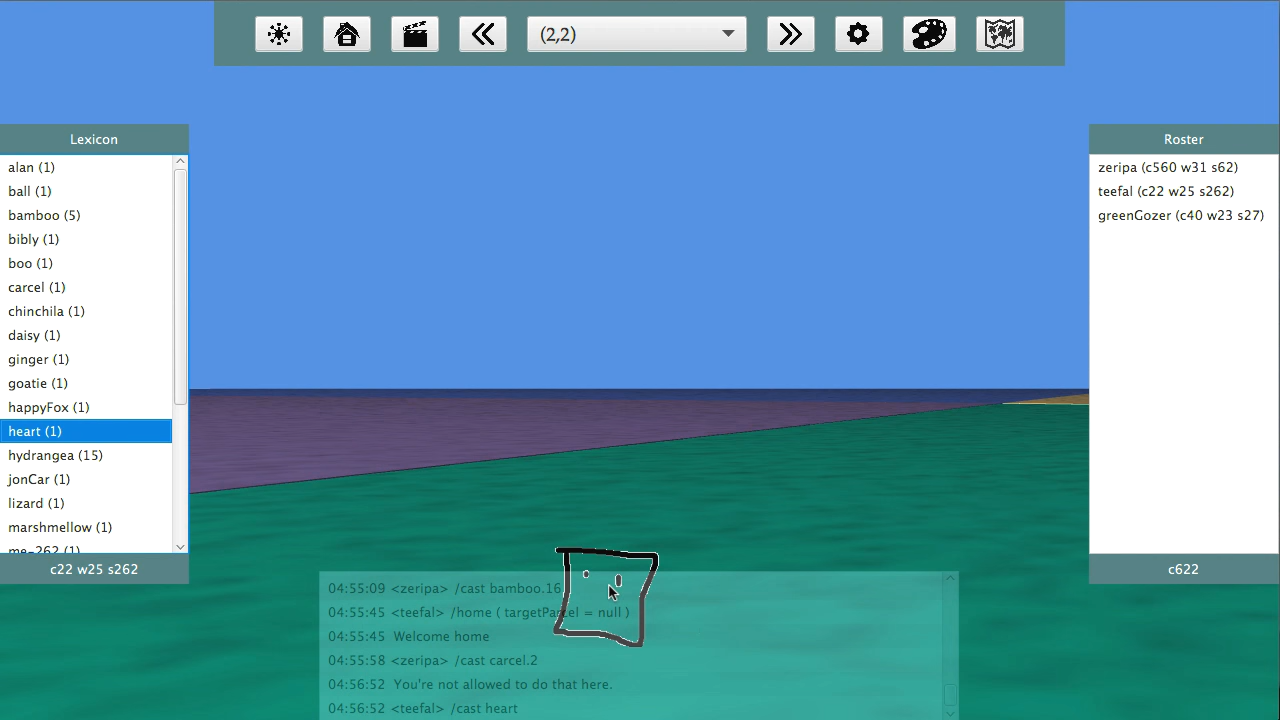 (2,2)
Lexicon
alan (1)
ball (1)
bamboo (5)
bibly (1)
boo (1)
carcel (1)
chinchila (1)
daisy (1)
ginger (1)
goatie (1)
happyFox (1)
heart (1)
hydrangea (15)
jonCar (1)
lizard (1)
marshmellow (1)
me-262 (1)
c22 w25 s262
Roster
zeripa (c560 w31 s62)
teefal (c22 w25 s262)
greenGozer (c40 w23 s27)
c622
04:55:09 <zeripa> /cast bamboo.16
04:55:45 <teefal> /home ( targetParcel = null )
04:55:45 Welcome home
04:55:58 <zeripa> /cast carcel.2
04:56:52 You're not allowed to do that here.
04:56:52 <teefal> /cast heart